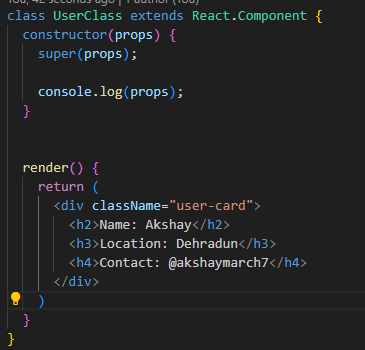 You, 42 seconds ago | 1 author (You)
class UserClass extends React.Component {
  constructor(props) {
    super(props);

    console.log(props);
  }


  render() {
    return (
      <div className="user-card">
        <h2>Name: Akshay</h2>
        <h3>Location: Dehradun</h3>
        <h4>Contact: @akshaymarch7</h4>
      </div>
    )
  }
}